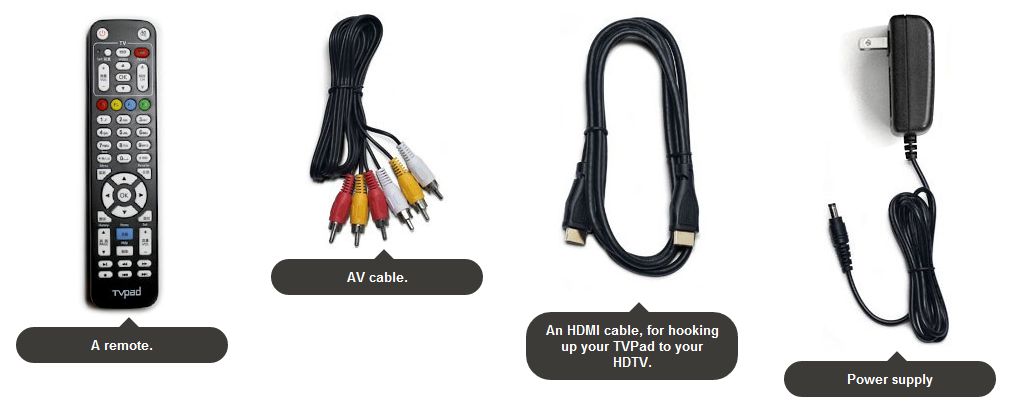 TV
OK
OK
TVpad
A remote.
AV cable.
An HDMI cable, for hooking
up your TVPad to your
HDTV.
Power supply